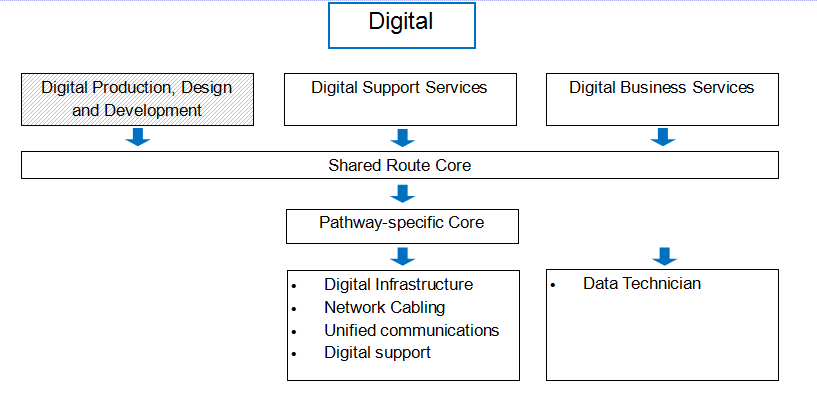 Digital
Digital Production, Design
and Development
Digital Support Services
Digital Business Services
Shared Route Core
Pathway-specific Core
• Digital Infrastructure
• Network Cabling
• Unified communications
• Digital support
• Data Technician